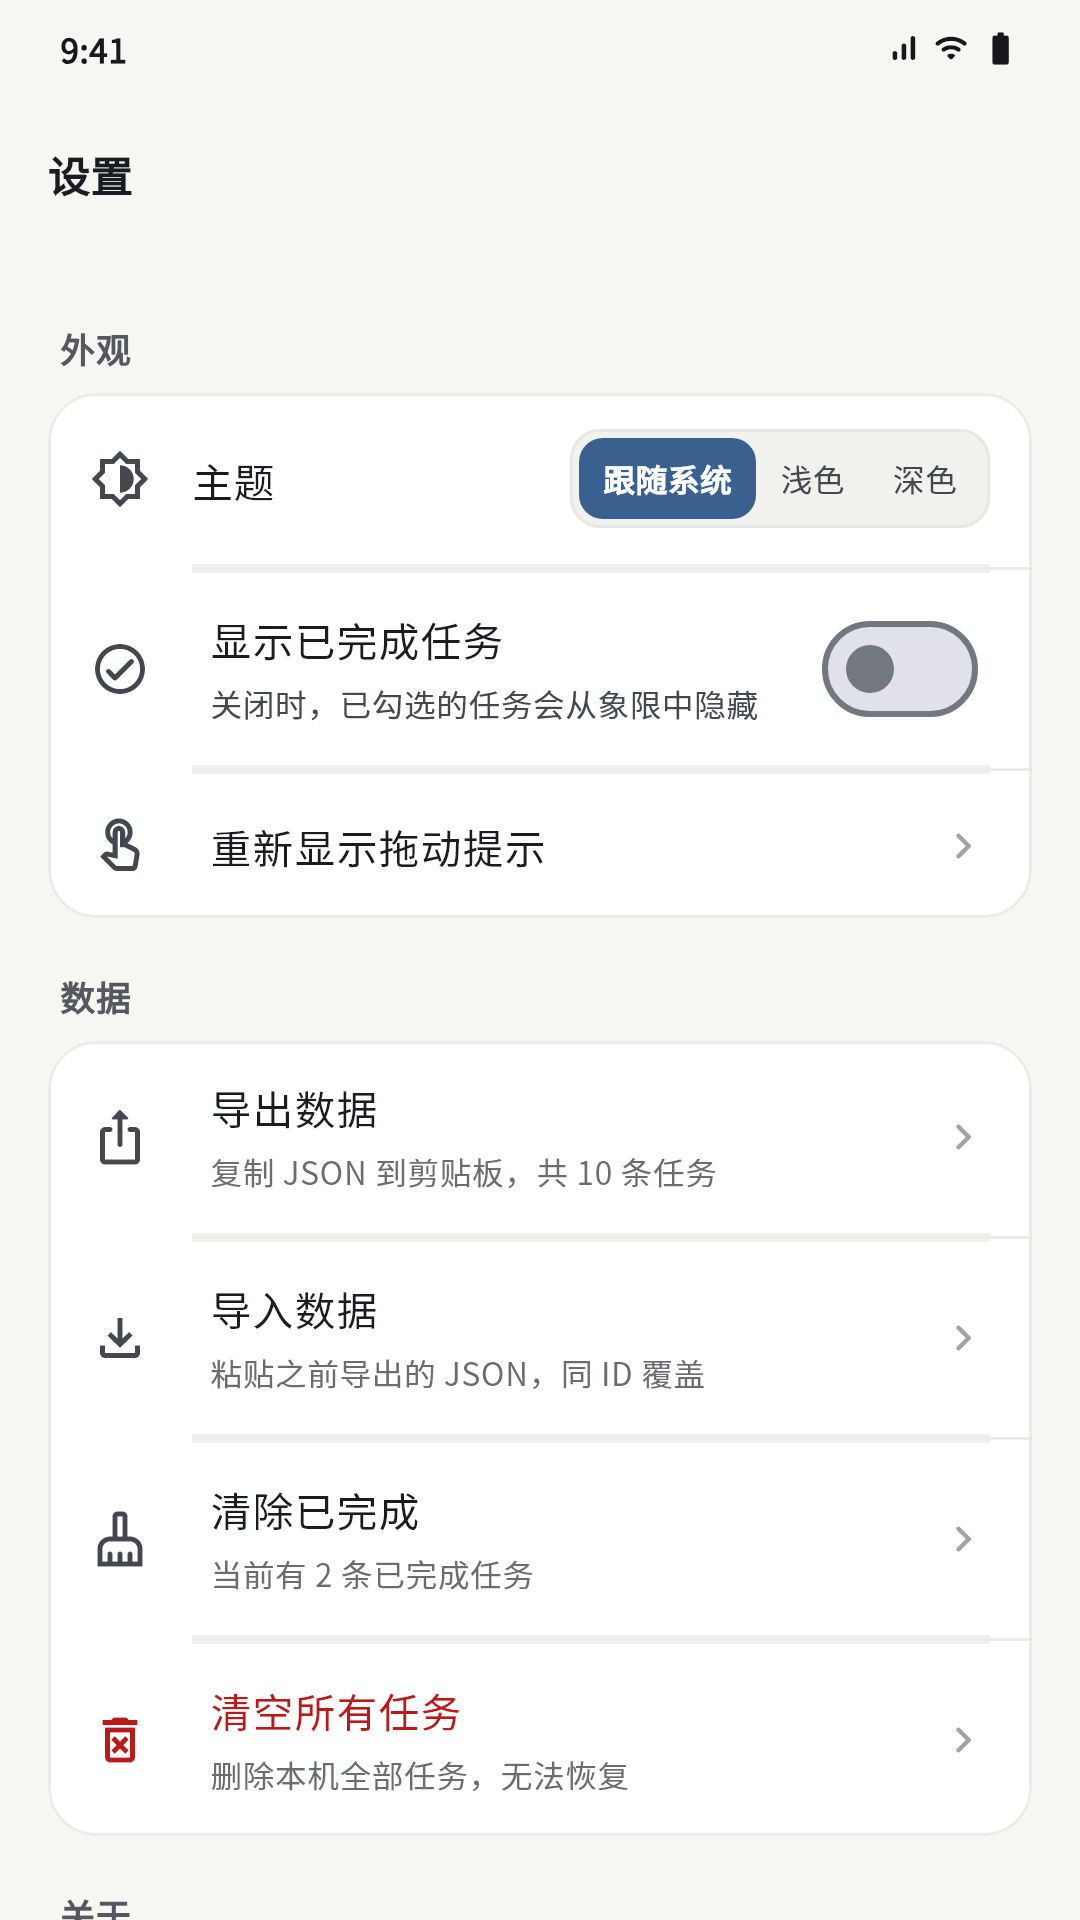 9:41
设置
外观
主题
跟随系统 浅色 深色
显示已完成任务
关闭时，已勾选的任务会从象限中隐藏
重新显示拖动提示
数据
导出数据
复制 JSON 到剪贴板，共 10 条任务
导入数据
粘贴之前导出的 JSON，同 ID 覆盖
清除已完成
当前有 2 条已完成任务
清空所有任务
删除本机全部任务，无法恢复
关于